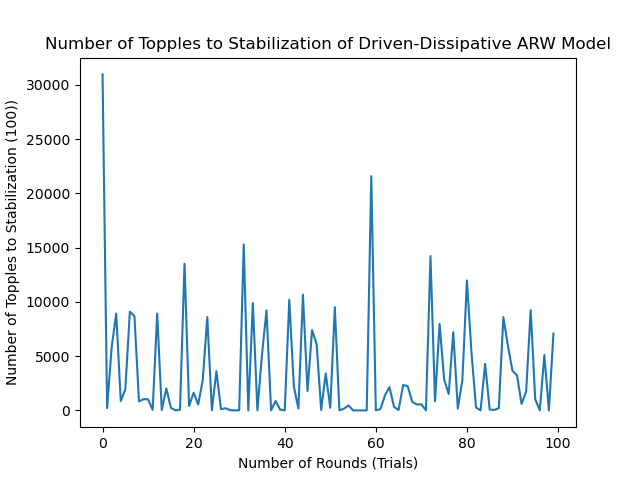 Number of Topples to Stabilization of Driven-Dissipative ARW Model
Number of Topples to Stabilization (100))
30000
25000
20000
15000
10000
5000
0
0 20 40 60 80 100
Number of Rounds (Trials)